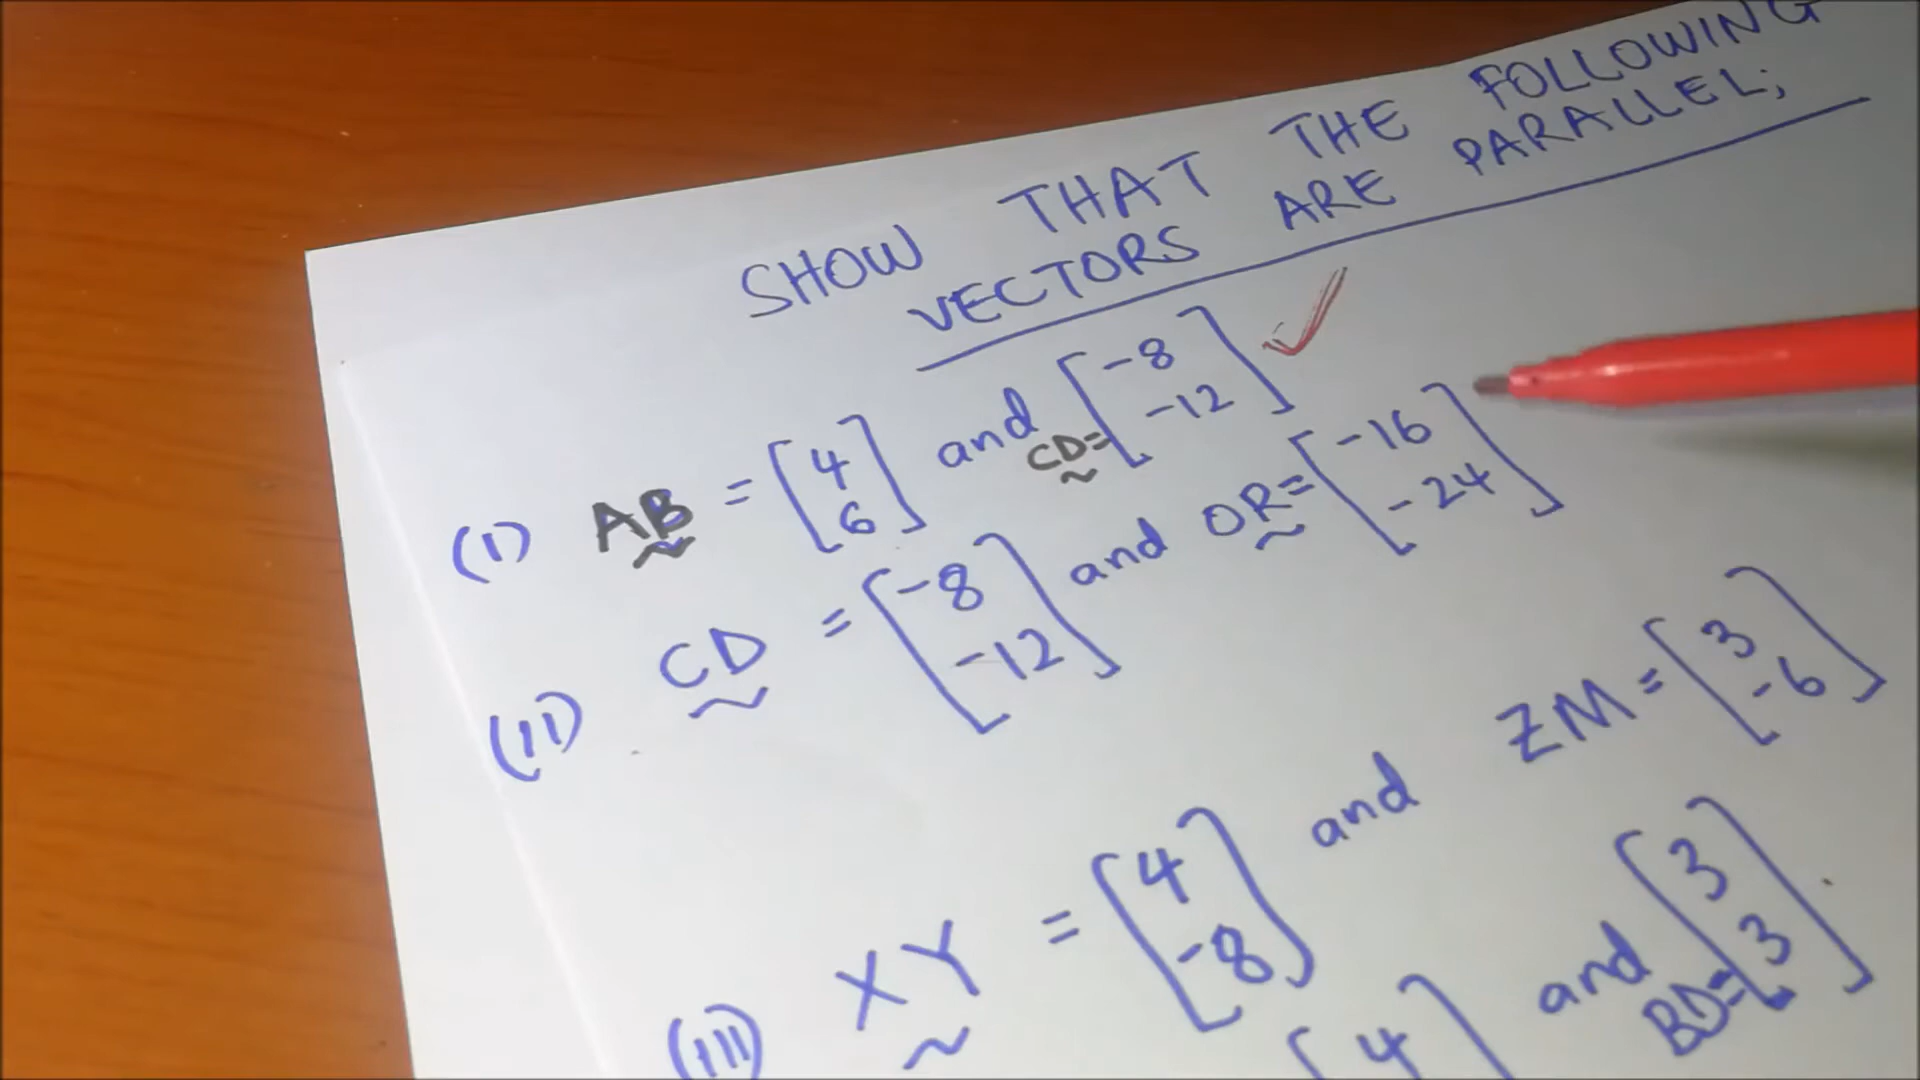 SHOW THAT THE FOLLOWING
VECTORS ARE PARALLEL;
(I) AB = [4 6] and CD = [-8 -12]
(II) CD = [-8 -12] and OR = [-16 -24]
(III) XY = [4 -8] and ZM = [3 -6]
[4 and BD = [3 3]